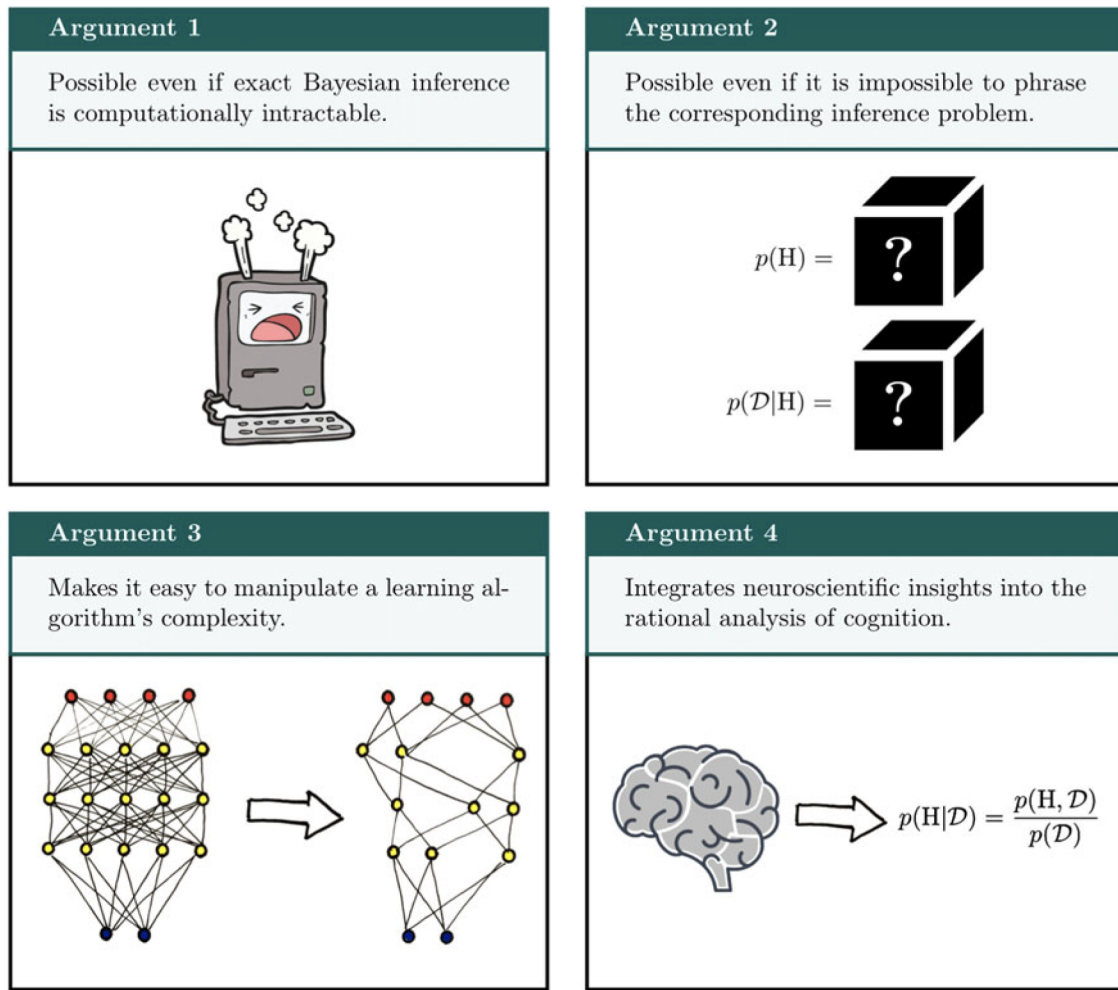 Argument 1
Possible even if exact Bayesian inference
is computationally intractable.
Argument 2
Possible even if it is impossible to phrase
the corresponding inference problem.
p(H) = ?
p(𝒟|H) = ?
Argument 3
Makes it easy to manipulate a learning al-
gorithm's complexity.
Argument 4
Integrates neuroscientific insights into the
rational analysis of cognition.
p(H|𝒟) = p(H, 𝒟) / p(𝒟)